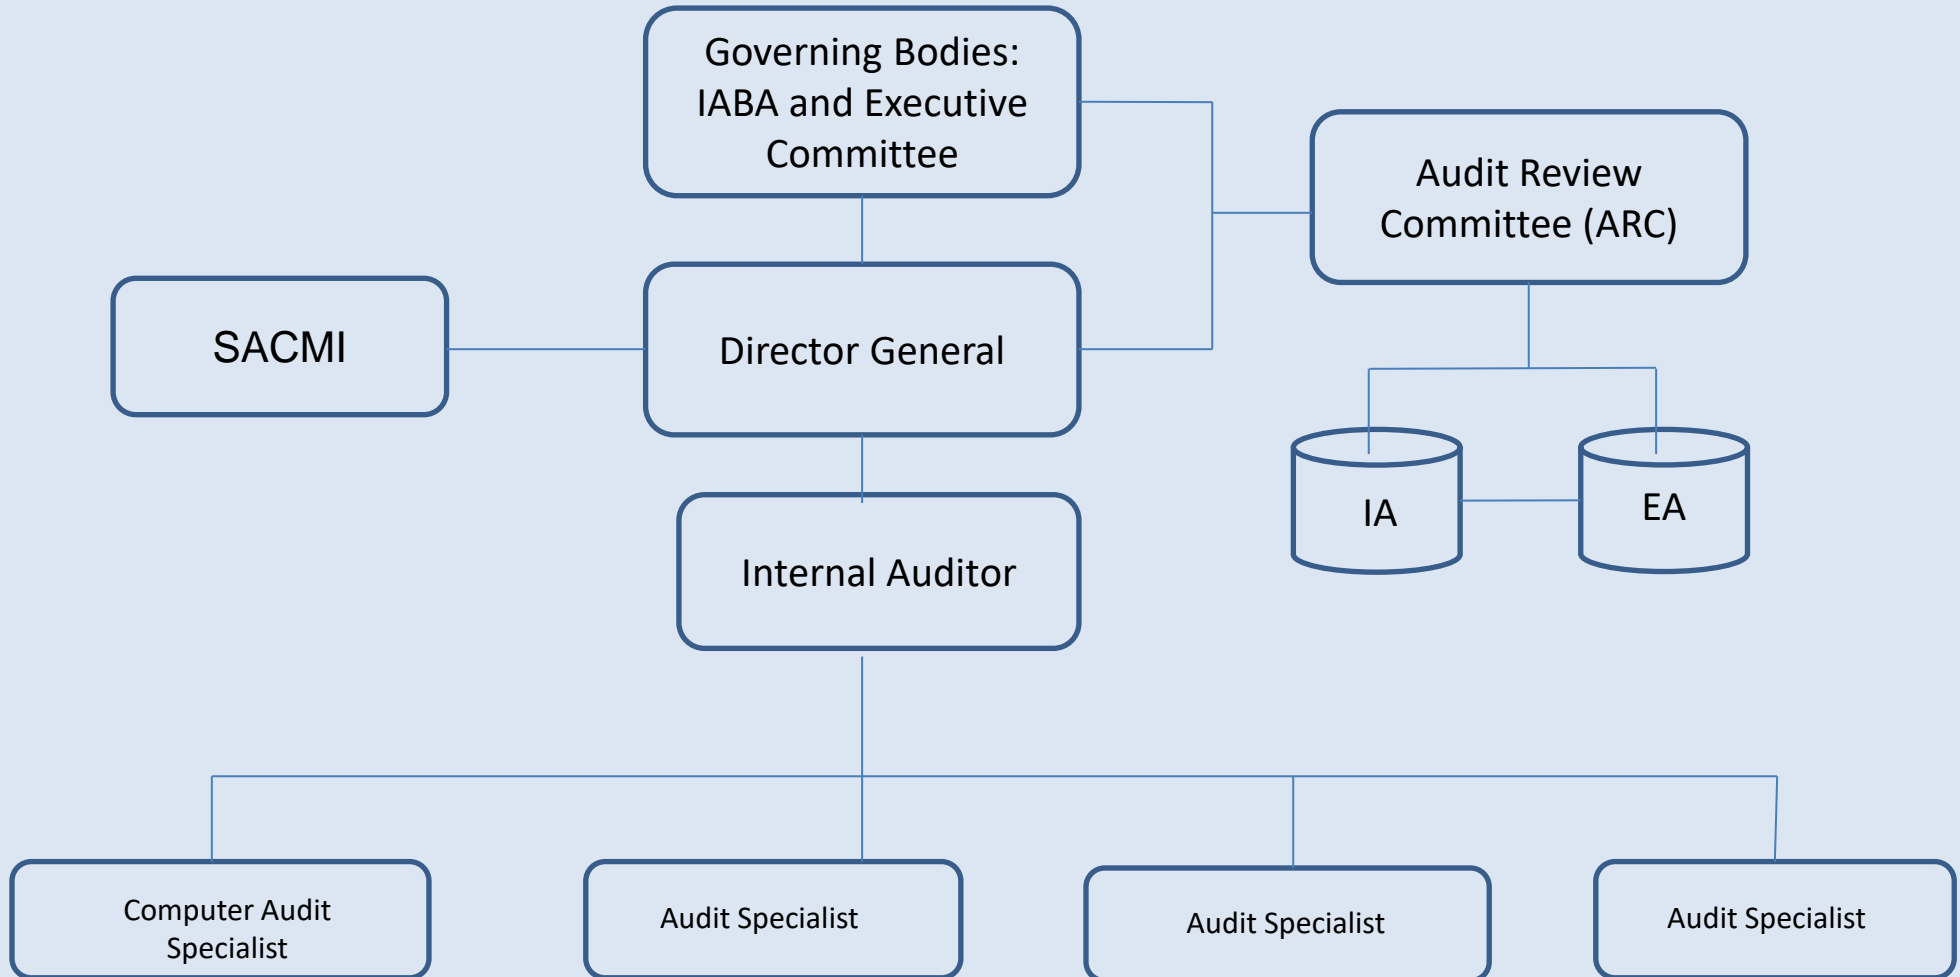 Governing Bodies:
IABA and Executive
Committee
Audit Review
Committee (ARC)
SACMI
Director General
IA
EA
Internal Auditor
Computer Audit
Specialist
Audit Specialist
Audit Specialist
Audit Specialist